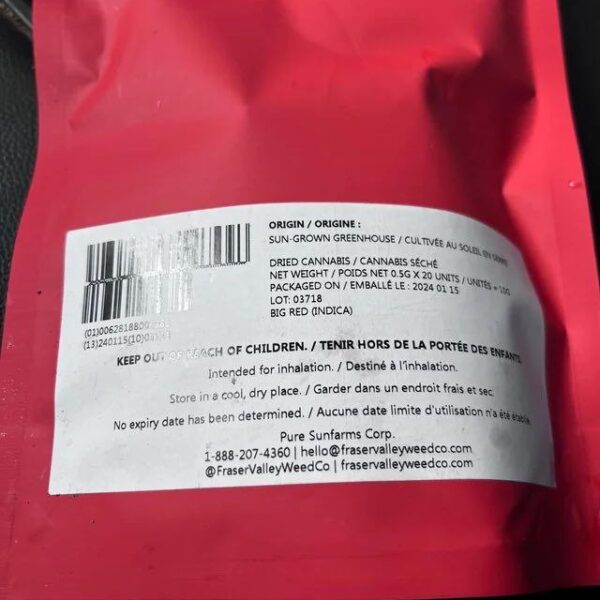 ORIGIN / ORIGINE :
SUN-GROWN GREENHOUSE / CULTIVÉE AU SOLEIL EN SERRE
DRIED CANNABIS / CANNABIS SÉCHÉ
NET WEIGHT / POIDS NET 0.5G X 20 UNITS / UNITÉS = 10G
PACKAGED ON / EMBALLÉ LE : 2024 01 15
LOT: 03718
BIG RED (INDICA)
(13)240115(10)
KEEP OUT OF REACH OF CHILDREN. / TENIR HORS DE LA PORTÉE DES ENFANTS.
Intended for inhalation. / Destiné à l'inhalation.
Store in a cool, dry place. / Garder dans un endroit frais et sec.
No expiry date has been determined. / Aucune date limite d'utilisation n'a été établie.
Pure Sunfarms Corp.
1-888-207-4360 | hello@fraservalleyweedco.com
@FraserValleyWeedCo | fraservalleyweedco.com